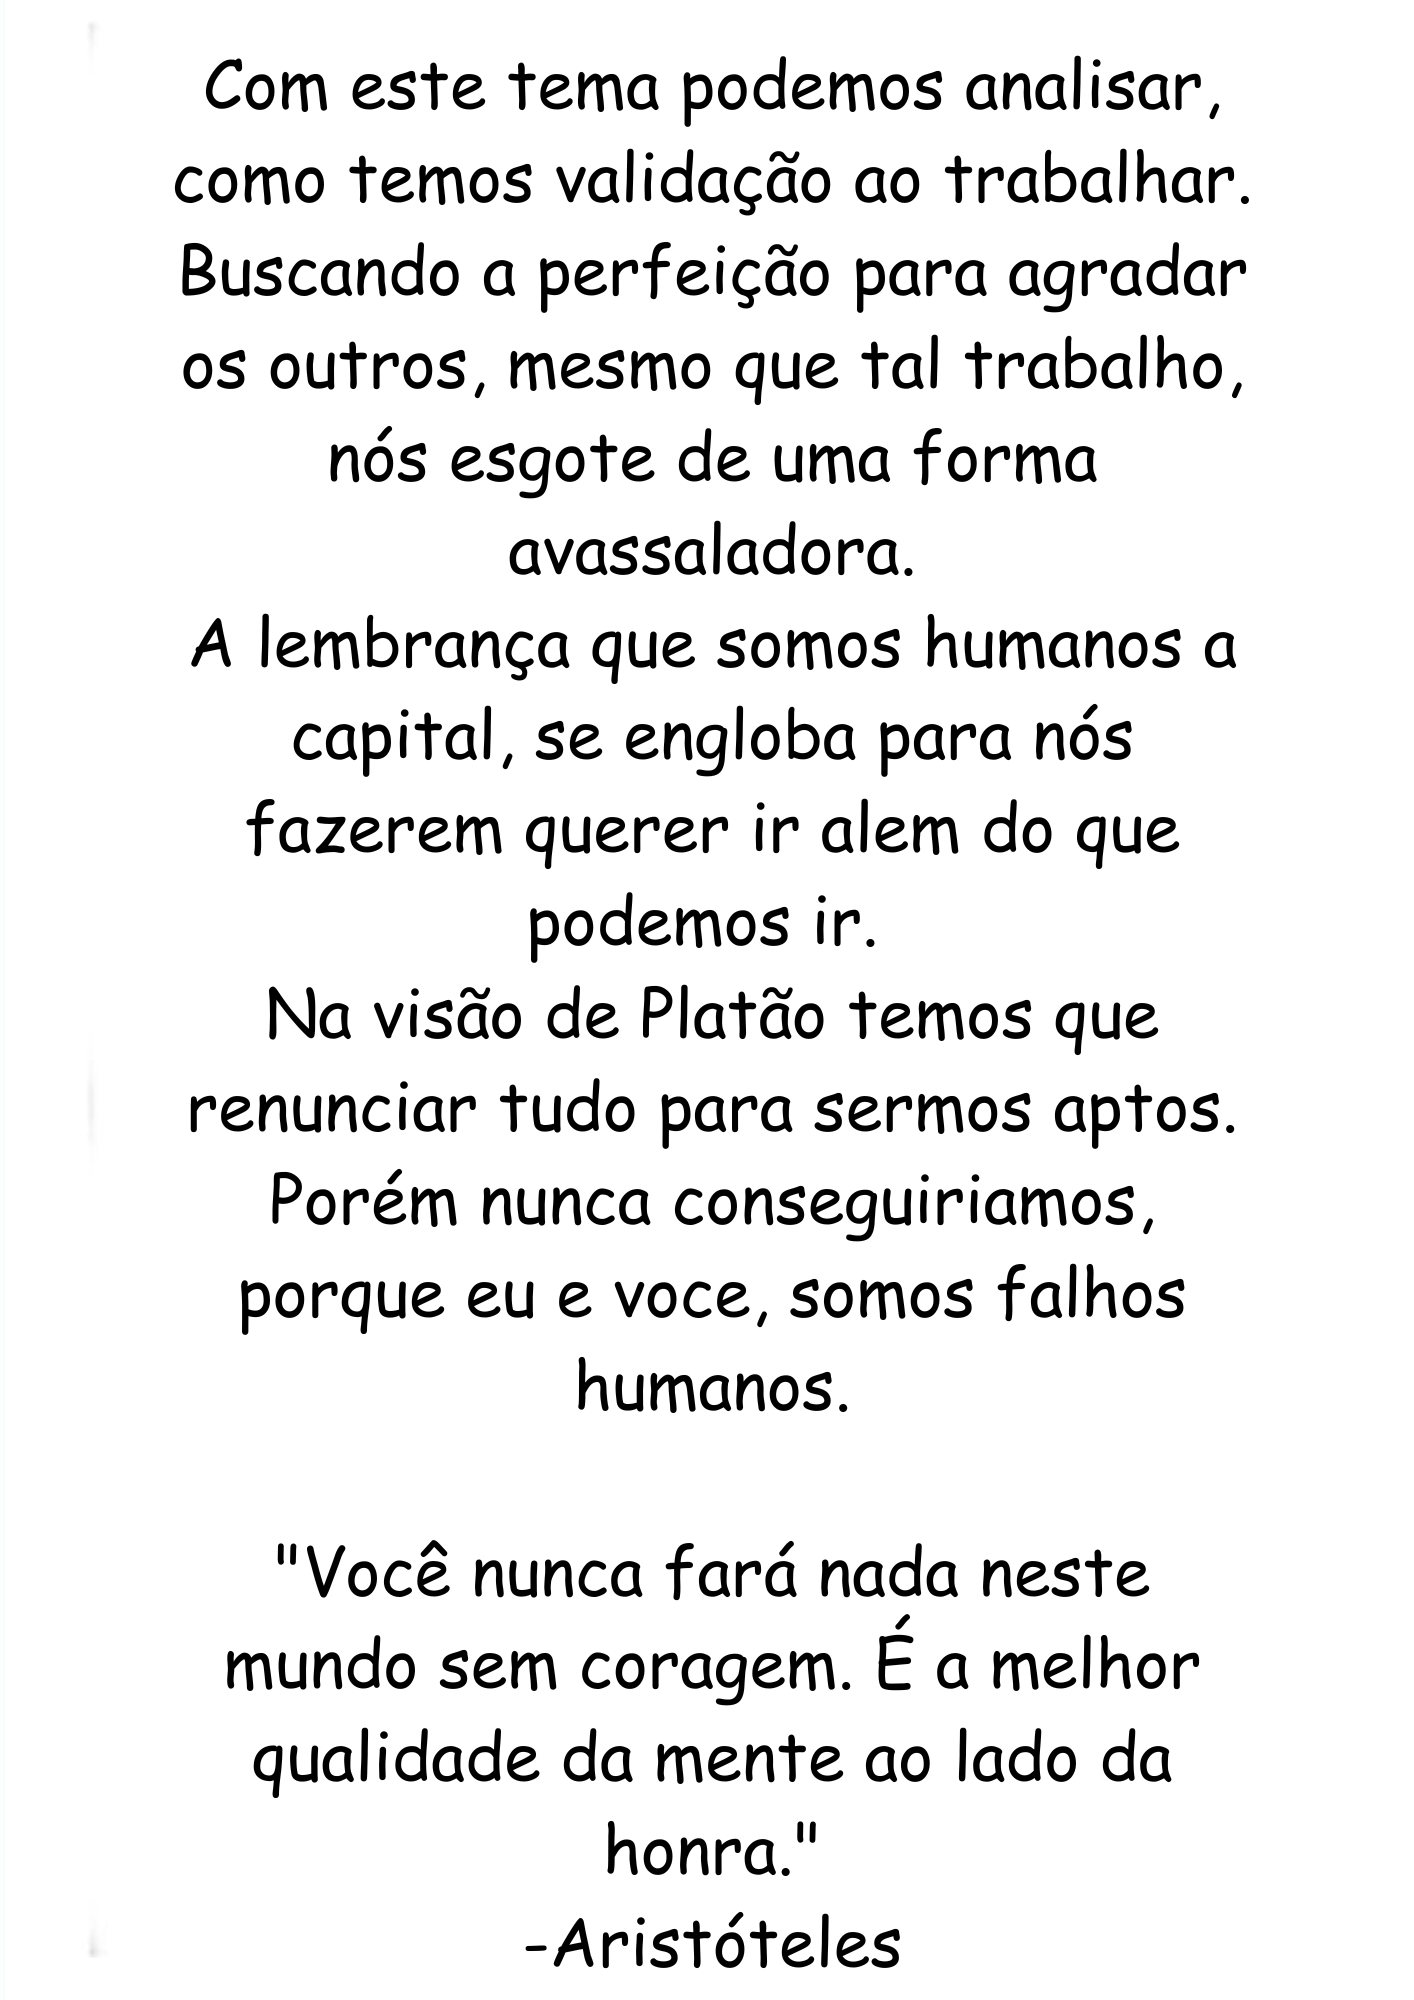 Com este tema podemos analisar,
como temos validação ao trabalhar.
Buscando a perfeição para agradar
os outros, mesmo que tal trabalho,
nós esgote de uma forma
avassaladora.
A lembrança que somos humanos a
capital, se engloba para nós
fazerem querer ir alem do que
podemos ir.
Na visão de Platão temos que
renunciar tudo para sermos aptos.
Porém nunca conseguiriamos,
porque eu e voce, somos falhos
humanos.
"Você nunca fará nada neste
mundo sem coragem. É a melhor
qualidade da mente ao lado da
honra."
-Aristóteles